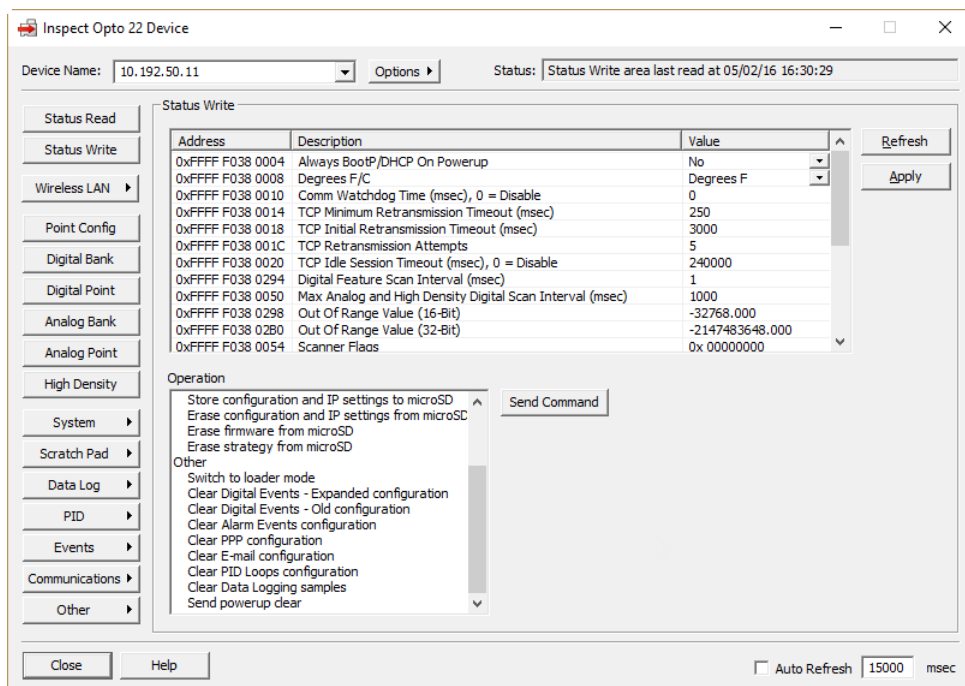 Inspect Opto 22 Device
Device Name: 10.192.50.11 Options Status: Status Write area last read at 05/02/16 16:30:29
Status Read
Status Write
Wireless LAN
Point Config
Digital Bank
Digital Point
Analog Bank
Analog Point
High Density
System
Scratch Pad
Data Log
PID
Events
Communications
Other
Status Write
Address Description Value
0xFFFF F038 0004 Always BootP/DHCP On Powerup No
0xFFFF F038 0008 Degrees F/C Degrees F
0xFFFF F038 0010 Comm Watchdog Time (msec), 0 = Disable 0
0xFFFF F038 0014 TCP Minimum Retransmission Timeout (msec) 250
0xFFFF F038 0018 TCP Initial Retransmission Timeout (msec) 3000
0xFFFF F038 001C TCP Retransmission Attempts 5
0xFFFF F038 0020 TCP Idle Session Timeout (msec), 0 = Disable 240000
0xFFFF F038 0294 Digital Feature Scan Interval (msec) 1
0xFFFF F038 0050 Max Analog and High Density Digital Scan Interval (msec) 1000
0xFFFF F038 0298 Out Of Range Value (16-Bit) -32768.000
0xFFFF F038 02B0 Out Of Range Value (32-Bit) -2147483648.000
0xFFFF F038 0054 Scanner Flags 0x 00000000
Refresh
Apply
Operation
Store configuration and IP settings to microSD
Erase configuration and IP settings from microSD
Erase firmware from microSD
Erase strategy from microSD
Other
Switch to loader mode
Clear Digital Events - Expanded configuration
Clear Digital Events - Old configuration
Clear Alarm Events configuration
Clear PPP configuration
Clear E-mail configuration
Clear PID Loops configuration
Clear Data Logging samples
Send powerup clear
Send Command
Close Help Auto Refresh 15000 msec